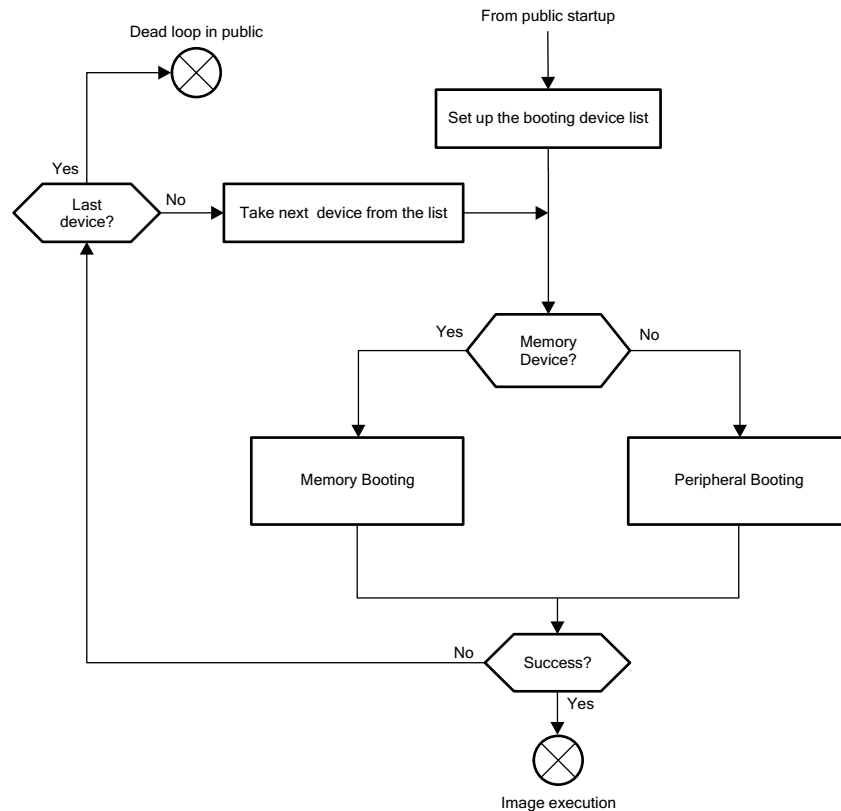 From public startup
Dead loop in public
Set up the booting device list
Yes
Last
device?
No
Take next device from the list
Yes
Memory
Device?
No
Memory Booting
Peripheral Booting
No
Success?
Yes
Image execution